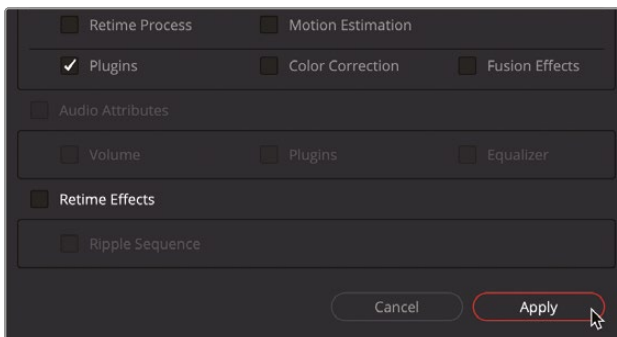 Retime Process Motion Estimation
Plugins Color Correction Fusion Effects
Audio Attributes
Volume Plugins Equalizer
Retime Effects
Ripple Sequence
Cancel Apply